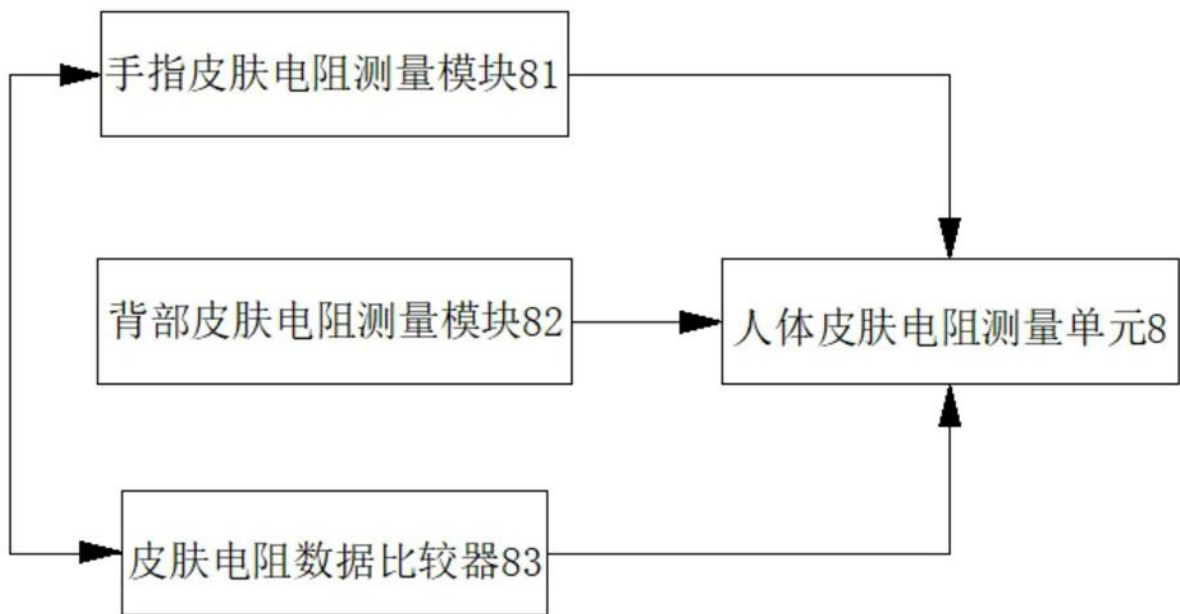 手指皮肤电阻测量模块81
背部皮肤电阻测量模块82
人体皮肤电阻测量单元8
皮肤电阻数据比较器83